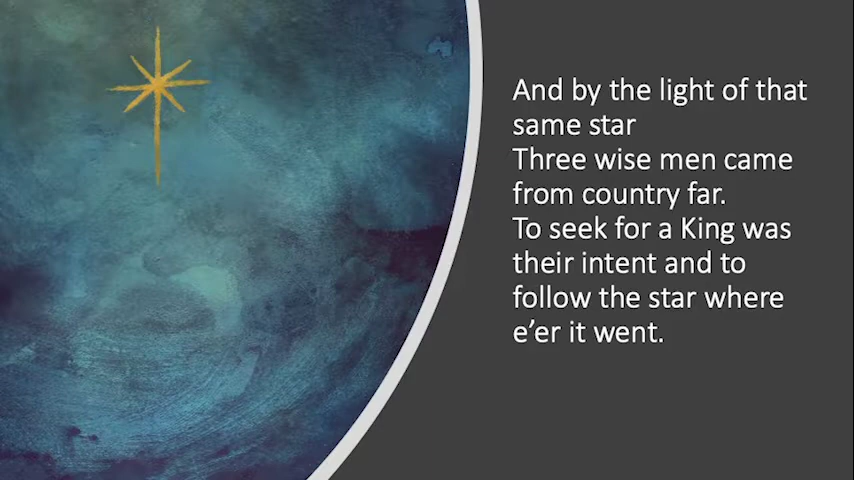 And by the light of that
same star
Three wise men came
from country far.
To seek for a King was
their intent and to
follow the star where
e’er it went.